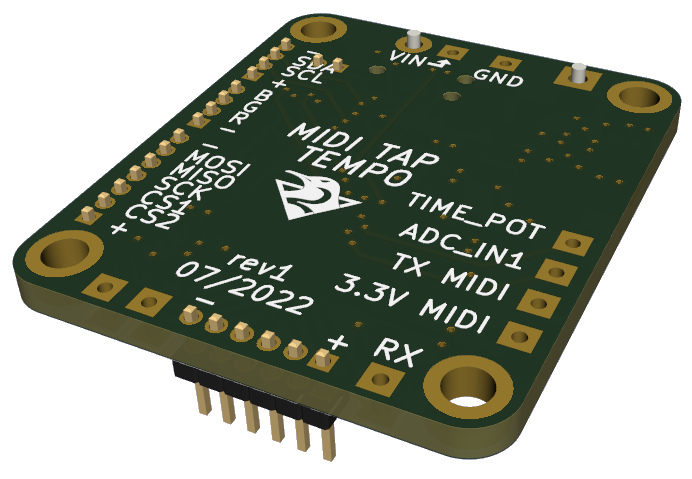 VIN
GND
-
SDA
SCL
+
B
G
R
-
-
MOSI
MISO
SCK
CS1
CS2
+
MIDI TAP
TEMPO
TIME_POT
ADC_IN1
TX MIDI
3.3V MIDI
RX
rev1
07/2022
-
+